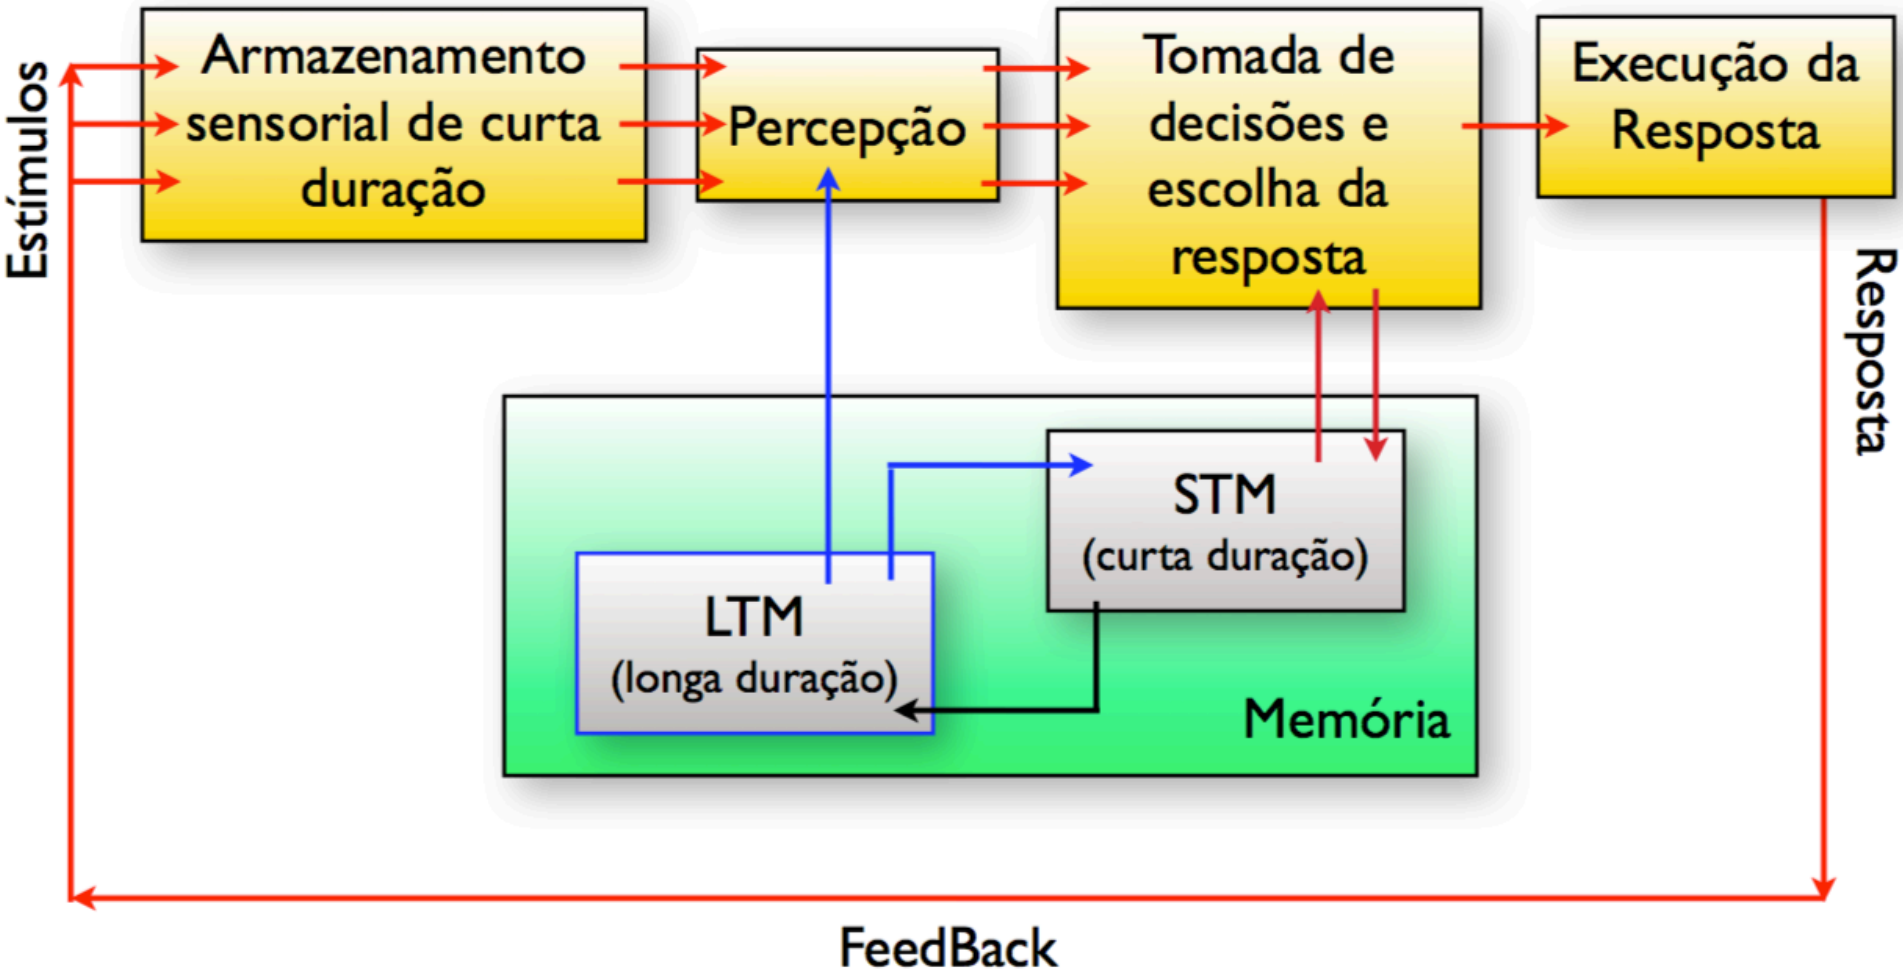 Estímulos
Armazenamento
sensorial de curta
duração
Percepção
Tomada de
decisões e
escolha da
resposta
Execução da
Resposta
Resposta
STM
(curta duração)
LTM
(longa duração)
Memória
FeedBack